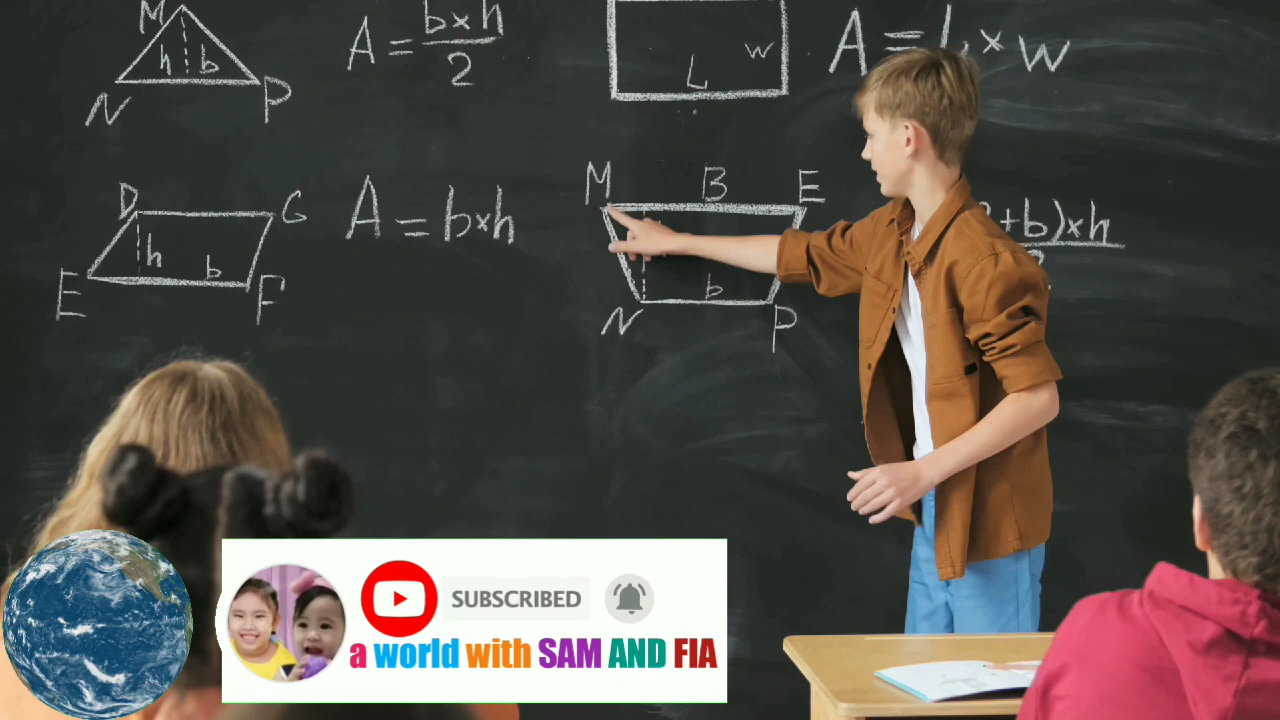 M
h b
N P
A = b×h
2
L w
A = L × w
D G
h b
E F
A = b×h
M B E
b
N P
+b)×h
SUBSCRIBED
a world with SAM AND FIA